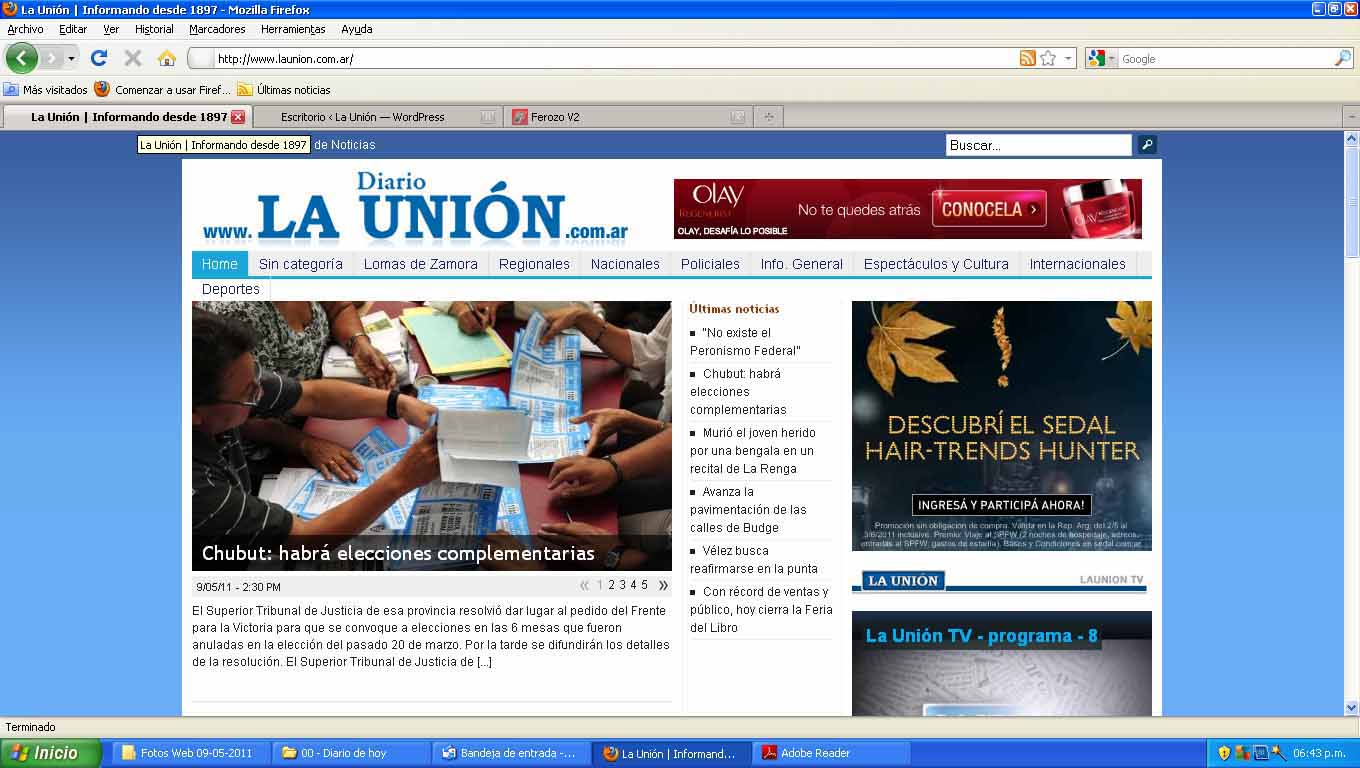 La Unión | Informando desde 1897 - Mozilla Firefox
Archivo Editar Ver Historial Marcadores Herramientas Ayuda
http://www.launion.com.ar/
Google
Más visitados Comenzar a usar Firef... Últimas noticias
La Unión | Informando desde 1897
Escritorio ‹ La Unión — WordPress
Ferozo V2
La Unión | Informando desde 1897
de Noticias
Buscar...
Diario
www. LA UNIÓN .com.ar
OLAY
REGENERIST
OLAY, DESAFÍA LO POSIBLE
No te quedes atrás
CONOCELA >
Home Sin categoría Lomas de Zamora Regionales Nacionales Policiales Info. General Espectáculos y Cultura Internacionales
Deportes
Chubut: habrá elecciones complementarias
9/05/11 - 2:30 PM
« 1 2 3 4 5 »
El Superior Tribunal de Justicia de esa provincia resolvió dar lugar al pedido del Frente
para la Victoria para que se convoque a elecciones en las 6 mesas que fueron
anuladas en la elección del pasado 20 de marzo. Por la tarde se difundirán los detalles
de la resolución. El Superior Tribunal de Justicia de [...]
Últimas noticias
"No existe el
Peronismo Federal"
Chubut: habrá
elecciones
complementarias
Murió el joven herido
por una bengala en un
recital de La Renga
Avanza la
pavimentación de las
calles de Budge
Vélez busca
reafirmarse en la punta
Con récord de ventas y
público, hoy cierra la Feria
del Libro
DESCUBRÍ EL SEDAL
HAIR-TRENDS HUNTER
INGRESÁ Y PARTICIPÁ AHORA!
Promoción sin obligación de compra. Válida en la Rep. Arg. del 2/5 al
3/6/2011 inclusive. Premio: Viaje al SPFW (2 noches de hospedaje, aéreos,
entradas al SPFW, gastos de estadía). Bases y Condiciones en sedal.com.ar
LA UNIÓN
LAUNION TV
La Unión TV - programa - 8
Terminado
Inicio
Fotos Web 09-05-2011
00 - Diario de hoy
Bandeja de entrada -...
La Unión | Informand...
Adobe Reader
06:43 p.m.